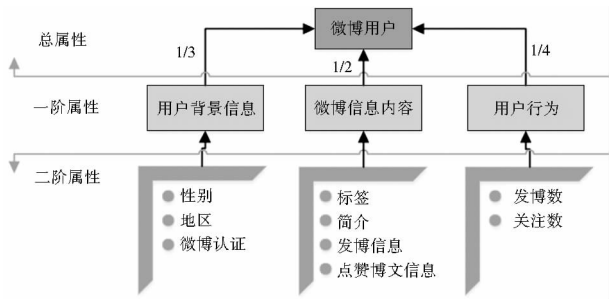 总属性
微博用户
1/3
1/2
1/4
一阶属性
用户背景信息
微博信息内容
用户行为
二阶属性
性别
地区
微博认证
标签
简介
发博信息
点赞博文信息
发博数
关注数